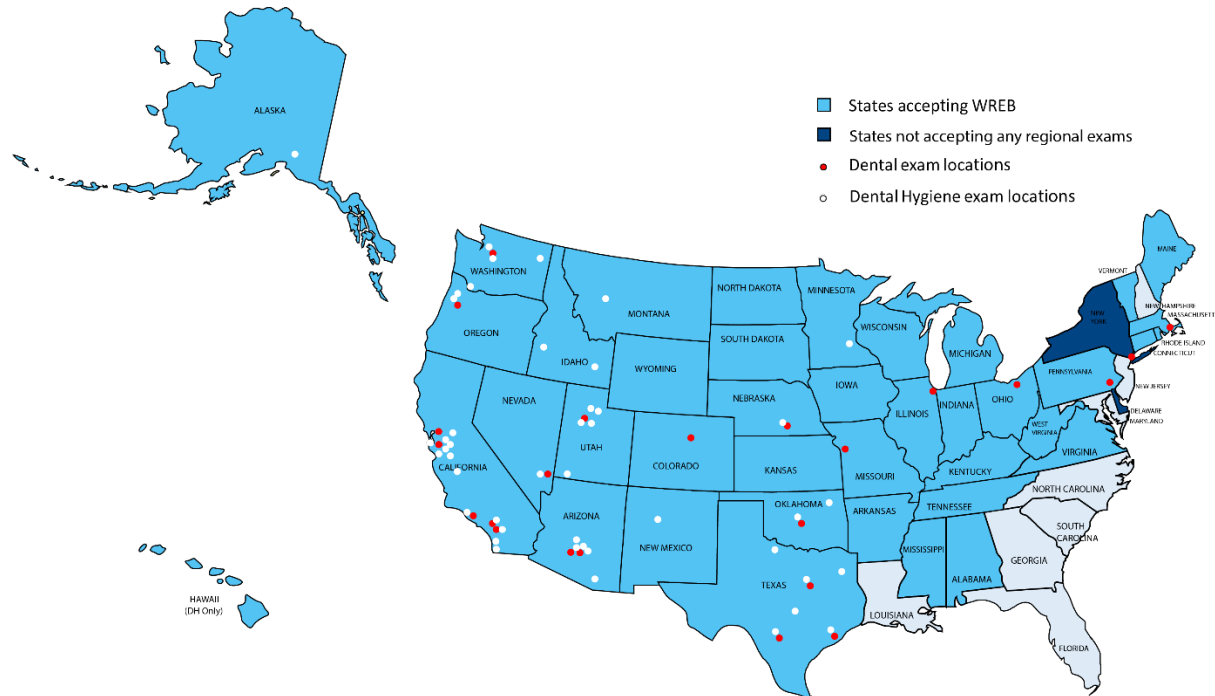 ALASKA
States accepting WREB
States not accepting any regional exams
Dental exam locations
Dental Hygiene exam locations
WASHINGTON
MONTANA
NORTH DAKOTA
MINNESOTA
VERMONT
MAINE
NEW HAMPSHIRE
MASSACHUSETT
NEW
YORK
OREGON
IDAHO
WYOMING
SOUTH DAKOTA
WISCONSIN
MICHIGAN
RHODE ISLAND
CONNECTICUT
PENNSYLVANIA
NEW JERSEY
NEVADA
UTAH
COLORADO
NEBRASKA
IOWA
ILLINOIS
INDIANA
OHIO
DELAWARE
MARYLAND
WEST
VIRGINIA
VIRGINIA
CALIFORNIA
KANSAS
MISSOURI
KENTUCKY
NORTH CAROLINA
ARIZONA
NEW MEXICO
OKLAHOMA
ARKANSAS
TENNESSEE
SOUTH
CAROLINA
MISSISSIPPI
ALABAMA
GEORGIA
TEXAS
LOUISIANA
FLORIDA
HAWAII
(DH Only)